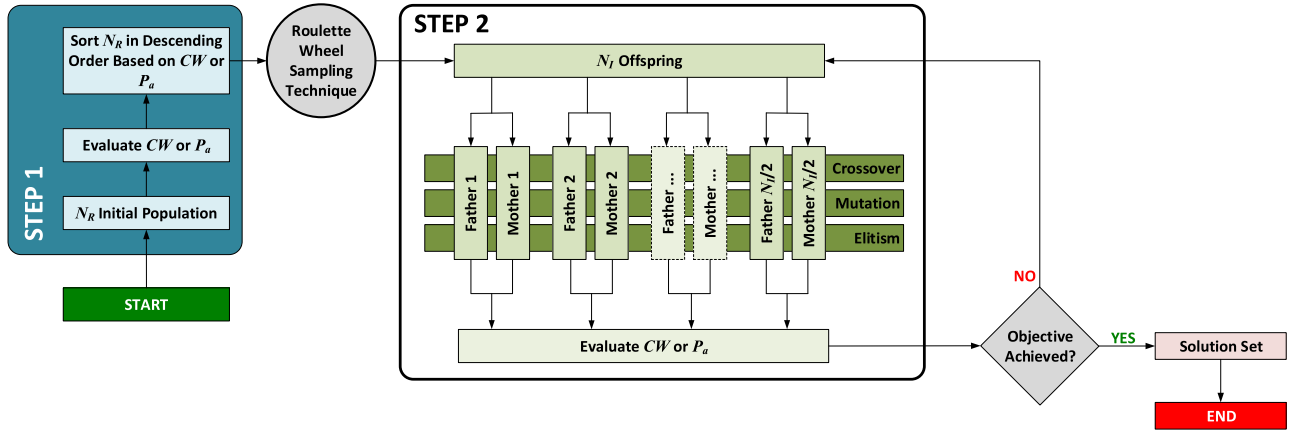 STEP 1
Sort N_R in Descending
Order Based on CW or
P_a
Evaluate CW or P_a
N_R Initial Population
START
Roulette
Wheel
Sampling
Technique
STEP 2
N_I Offspring
Father 1
Mother 1
Father 2
Mother 2
Father ...
Mother ...
Father N_I/2
Mother N_I/2
Crossover
Mutation
Elitism
Evaluate CW or P_a
NO
Objective
Achieved?
YES
Solution Set
END